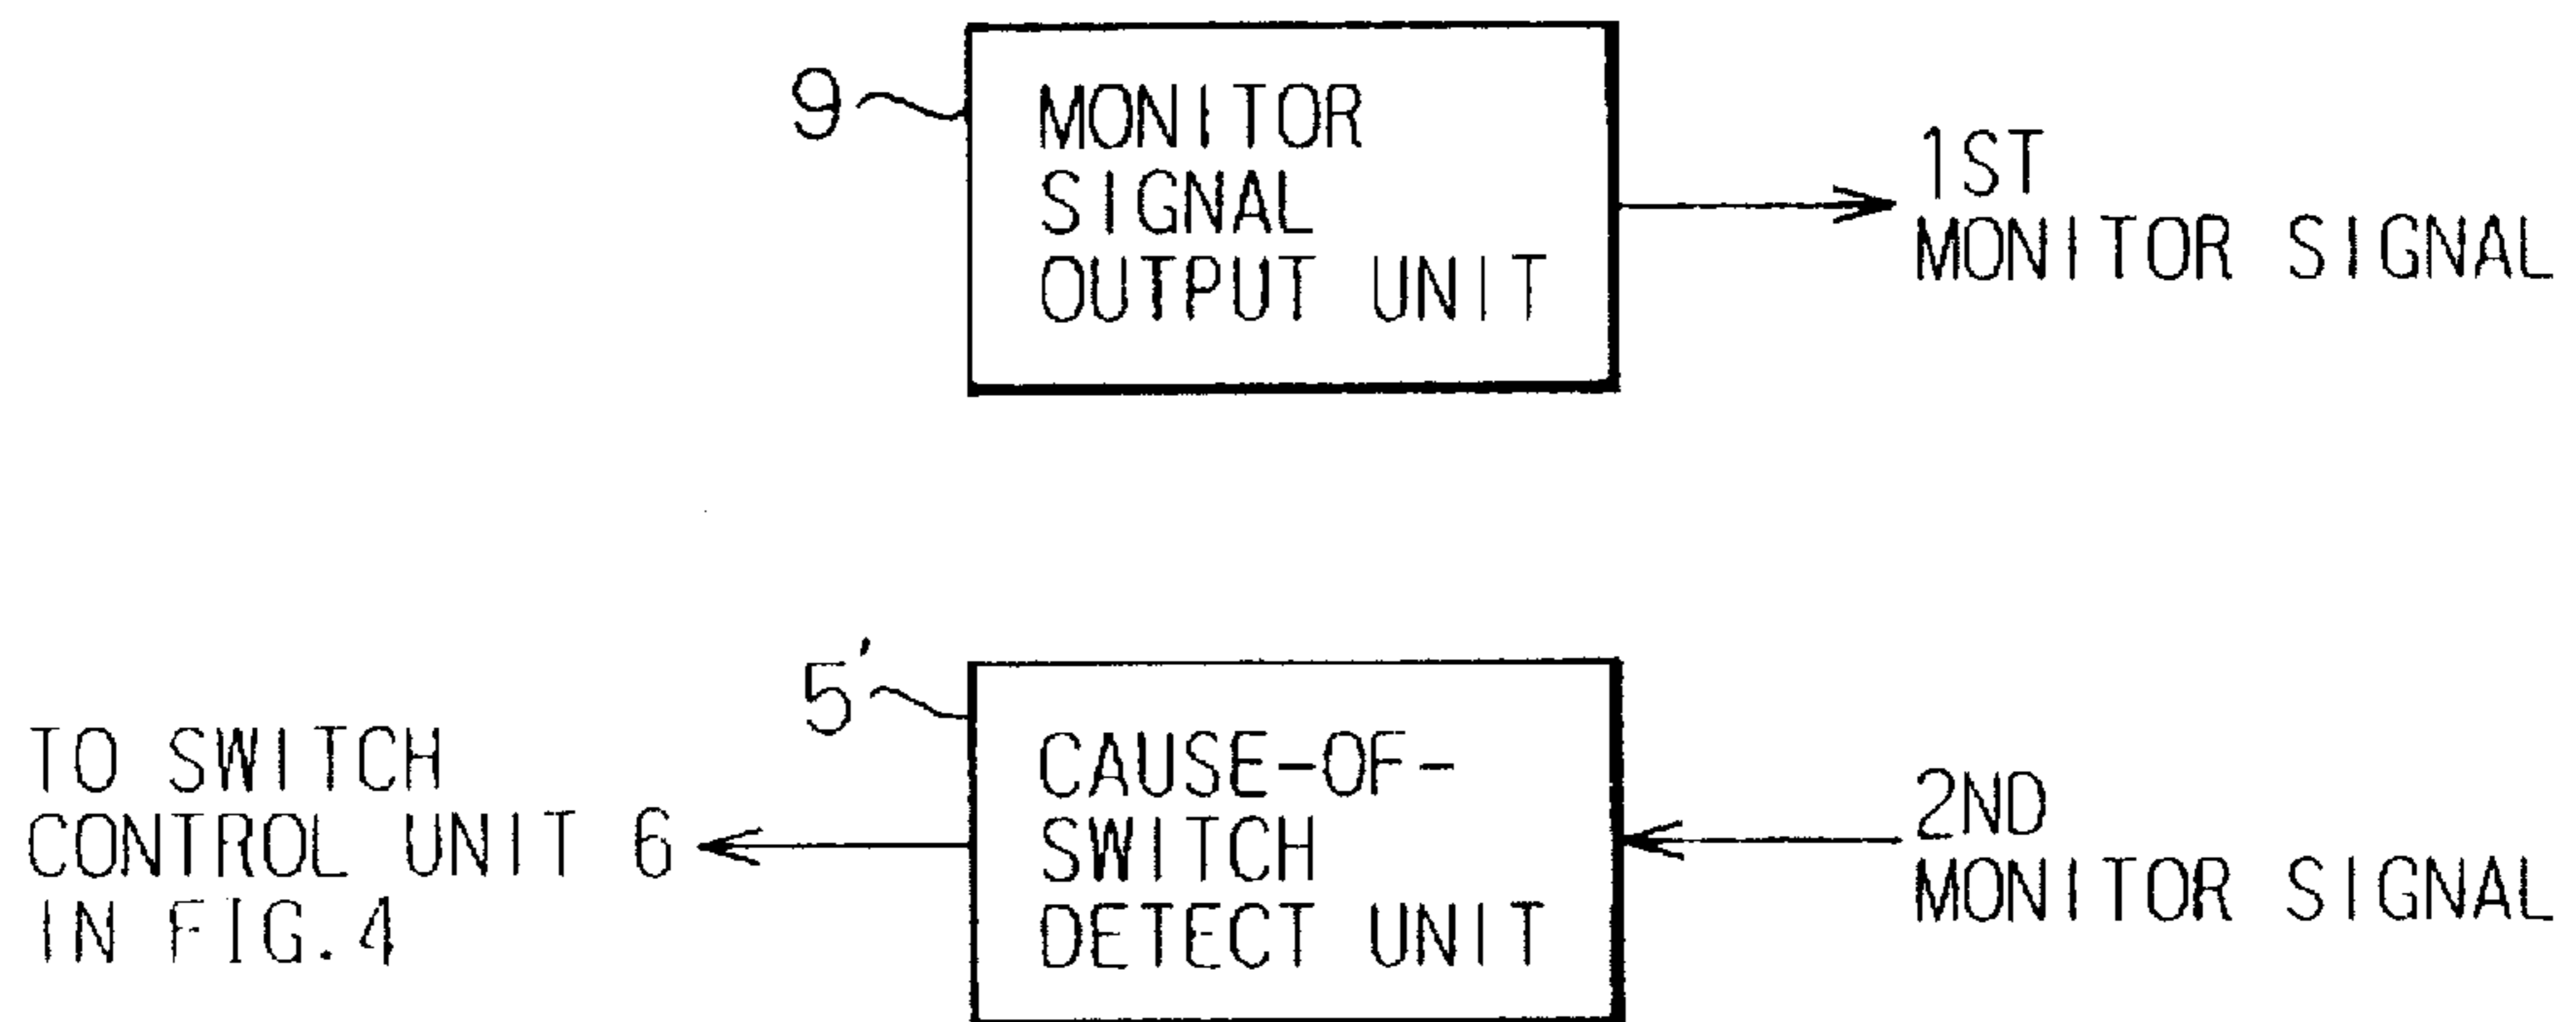 9
MONITOR
SIGNAL
OUTPUT UNIT
1ST
MONITOR SIGNAL
5'
TO SWITCH
CONTROL UNIT 6
IN FIG.4
CAUSE-OF-
SWITCH
DETECT UNIT
2ND
MONITOR SIGNAL